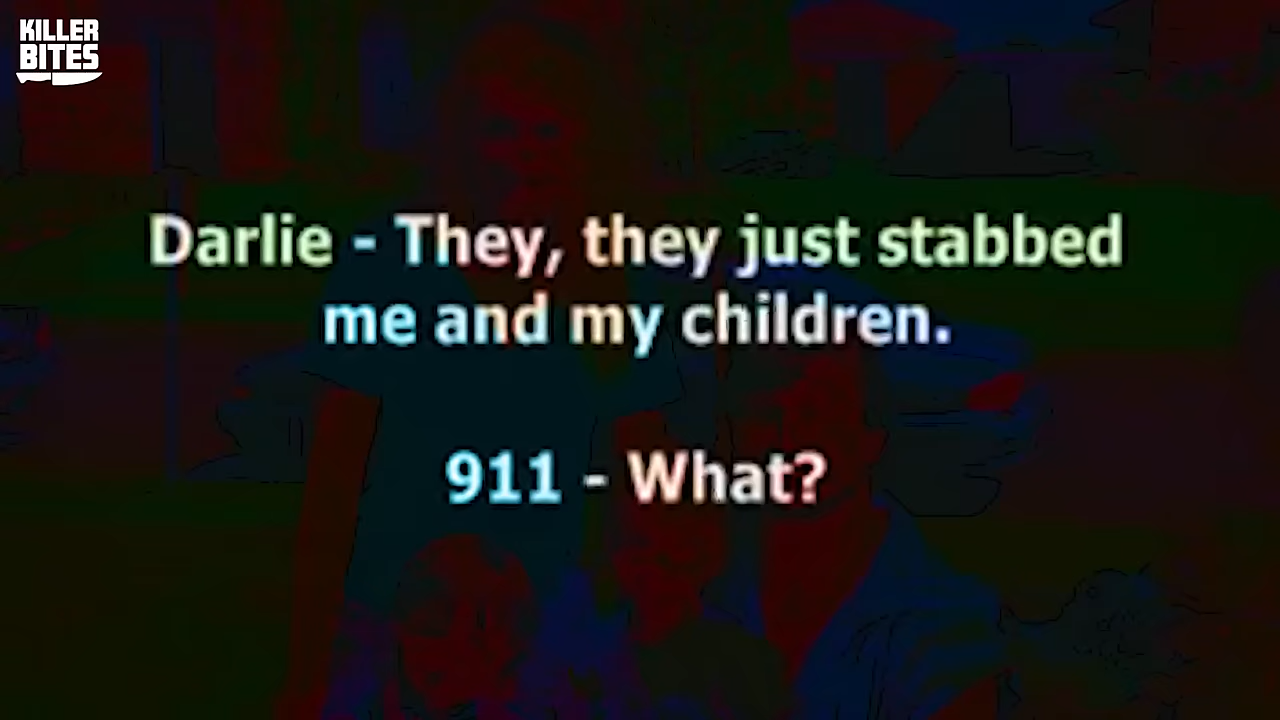 KILLER
BITES
Darlie - They, they just stabbed
me and my children.
911 - What?